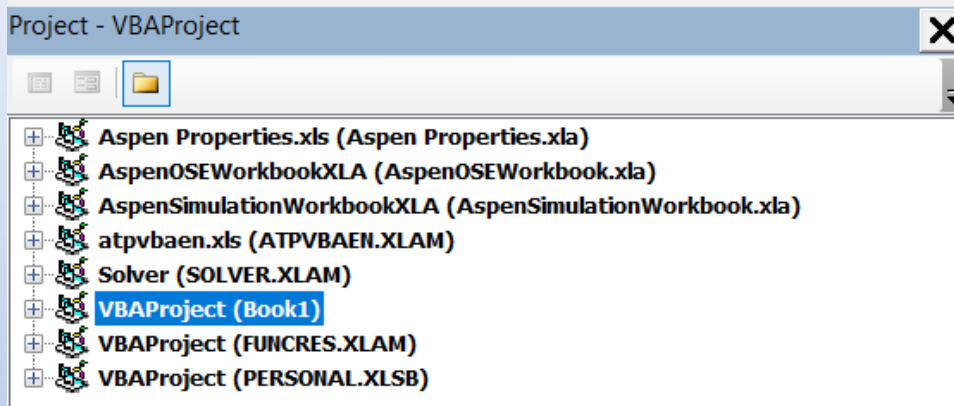 Project - VBAProject
Aspen Properties.xls (Aspen Properties.xla)
AspenOSEWorkbookXLA (AspenOSEWorkbook.xla)
AspenSimulationWorkbookXLA (AspenSimulationWorkbook.xla)
atpvbaen.xls (ATPVBAEN.XLAM)
Solver (SOLVER.XLAM)
VBAProject (Book1)
VBAProject (FUNCRES.XLAM)
VBAProject (PERSONAL.XLSB)